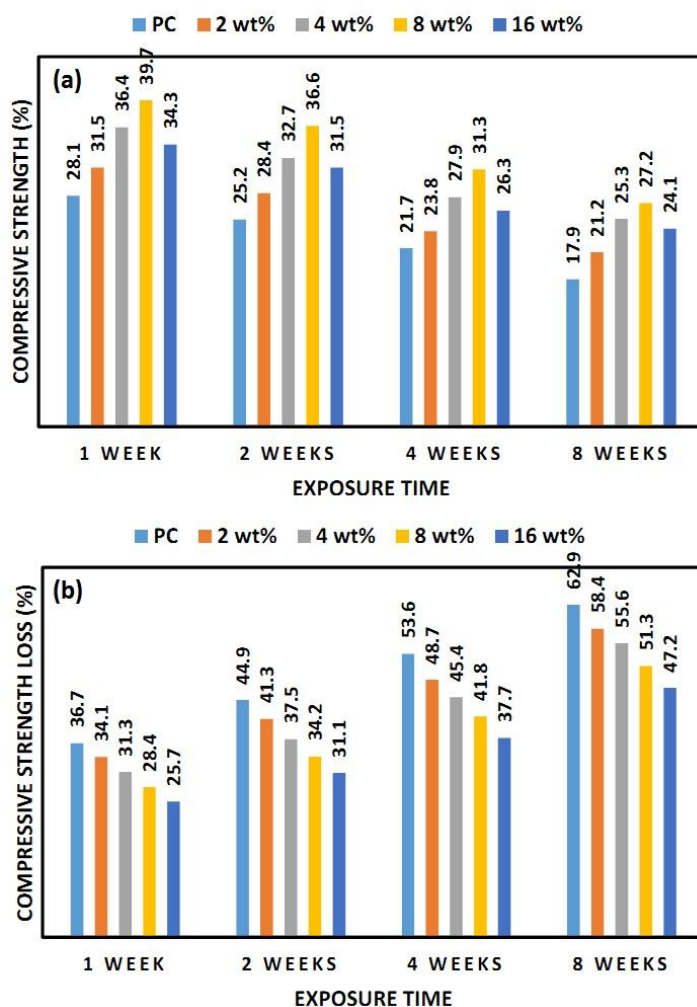 PC 2 wt% 4 wt% 8 wt% 16 wt%
(a)
COMPRESSIVE STRENGTH (%)
28.1 31.5 36.4 39.7 34.3
25.2 28.4 32.7 36.6 31.5
21.7 23.8 27.9 31.3 26.3
17.9 21.2 25.3 27.2 24.1
1 WEEK 2 WEEKS 4 WEEKS 8 WEEKS
EXPOSURE TIME
PC 2 wt% 4 wt% 8 wt% 16 wt%
(b)
COMPRESSIVE STRENGTH LOSS (%)
36.7 34.1 31.3 28.4 25.7
44.9 41.3 37.5 34.2 31.1
53.6 48.7 45.4 41.8 37.7
62.9 58.4 55.6 51.3 47.2
1 WEEK 2 WEEKS 4 WEEKS 8 WEEKS
EXPOSURE TIME